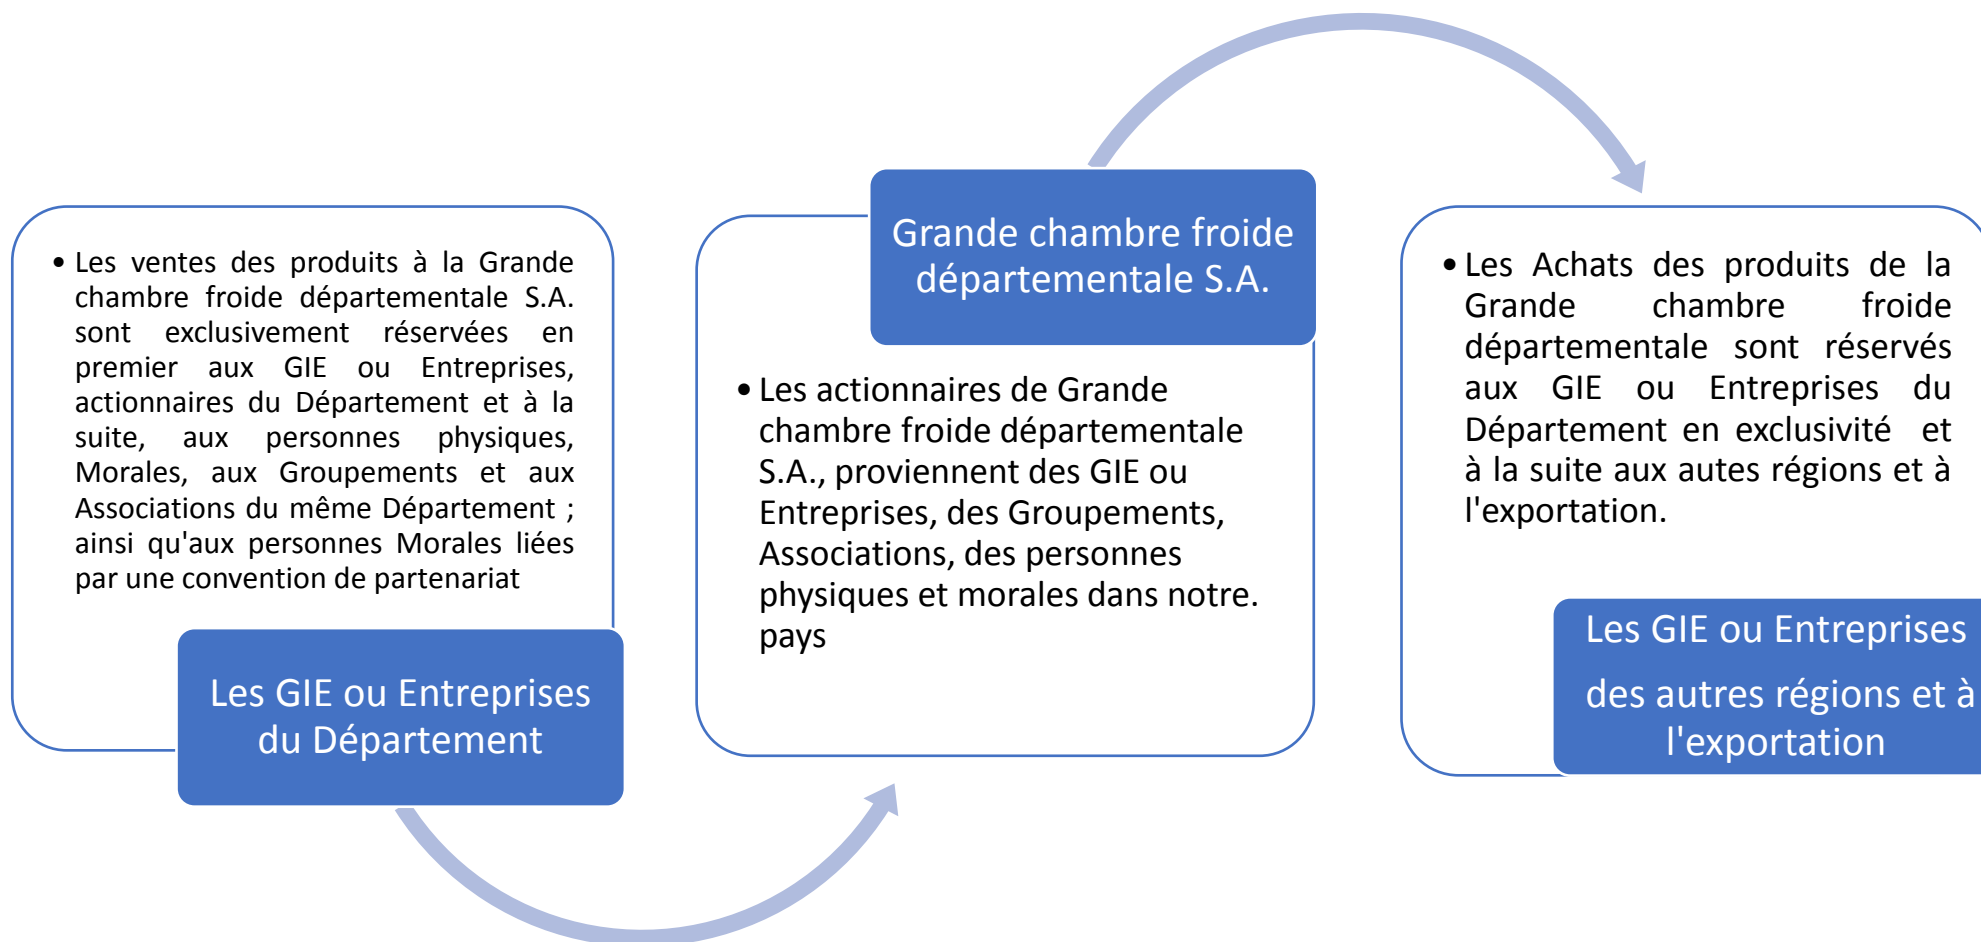 • Les ventes des produits à la Grande
chambre froide départementale S.A.
sont exclusivement réservées en
premier aux GIE ou Entreprises,
actionnaires du Département et à la
suite, aux personnes physiques,
Morales, aux Groupements et aux
Associations du même Département ;
ainsi qu'aux personnes Morales liées
par une convention de partenariat
Les GIE ou Entreprises
du Département
Grande chambre froide
départementale S.A.
• Les actionnaires de Grande
chambre froide départementale
S.A., proviennent des GIE ou
Entreprises, des Groupements,
Associations, des personnes
physiques et morales dans notre.
pays
• Les Achats des produits de la
Grande chambre froide
départementale sont réservés
aux GIE ou Entreprises du
Département en exclusivité et
à la suite aux autes régions et à
l'exportation.
Les GIE ou Entreprises
des autres régions et à
l'exportation